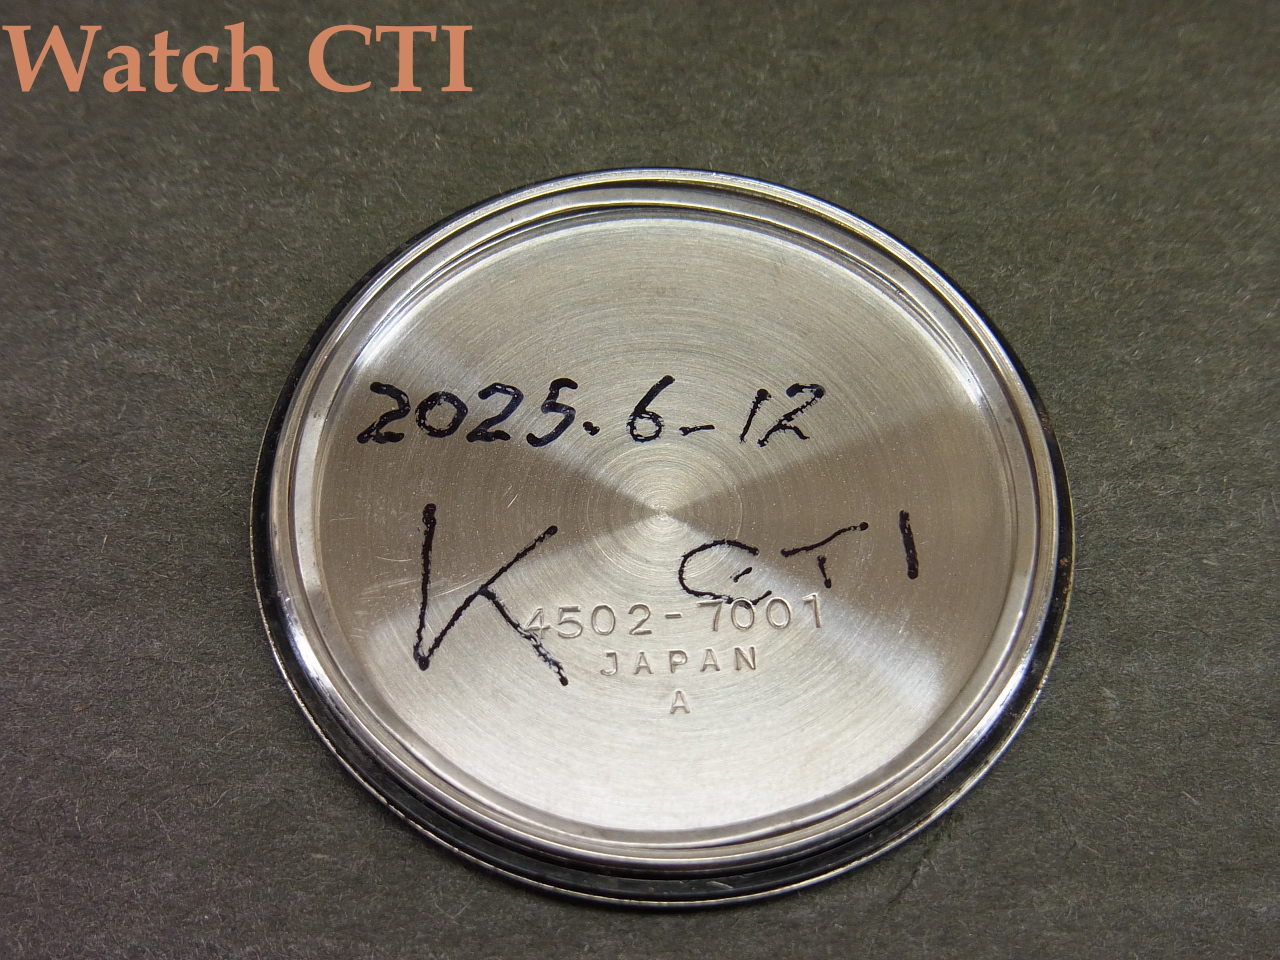 Watch CTI
2025.6-12
K CTI
4502-7001
JAPAN
A